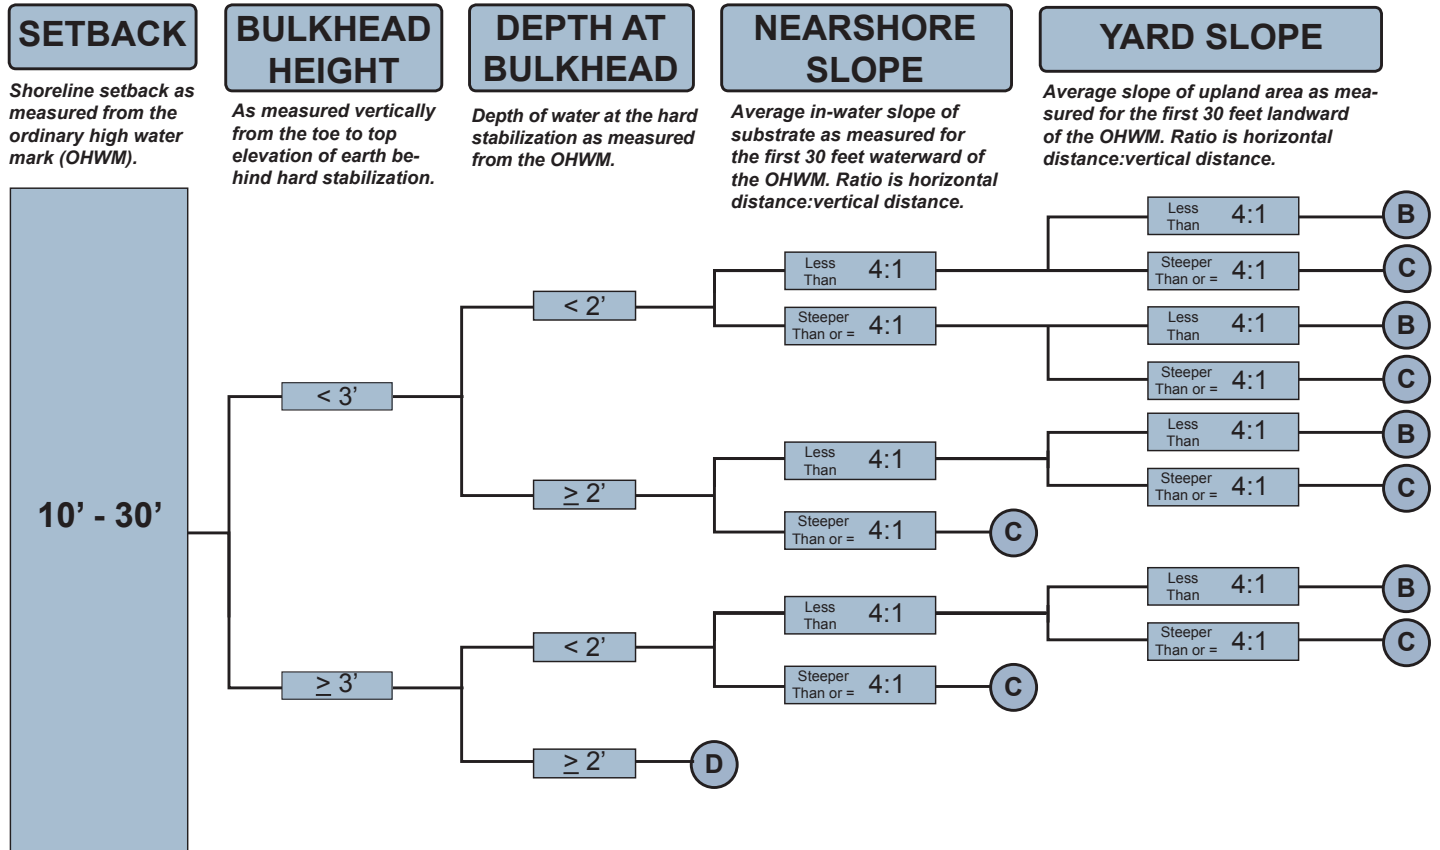 SETBACK
Shoreline setback as
measured from the
ordinary high water
mark (OHWM).
BULKHEAD
HEIGHT
As measured vertically
from the toe to top
elevation of earth be-
hind hard stabilization.
DEPTH AT
BULKHEAD
Depth of water at the hard
stabilization as measured
from the OHWM.
NEARSHORE
SLOPE
Average in-water slope of
substrate as measured for
the first 30 feet waterward of
the OHWM. Ratio is horizontal
distance:vertical distance.
YARD SLOPE
Average slope of upland area as mea-
sured for the first 30 feet landward
of the OHWM. Ratio is horizontal
distance:vertical distance.
10’ - 30’
< 3’
< 2’
Less
Than 4:1
Less
Than 4:1
B
Steeper
Than or = 4:1
C
Steeper
Than or = 4:1
Less
Than 4:1
B
Steeper
Than or = 4:1
C
≥ 2’
Less
Than 4:1
Less
Than 4:1
B
Steeper
Than or = 4:1
C
Steeper
Than or = 4:1
C
≥ 3’
< 2’
Less
Than 4:1
Less
Than 4:1
B
Steeper
Than or = 4:1
C
Steeper
Than or = 4:1
C
≥ 2’
D